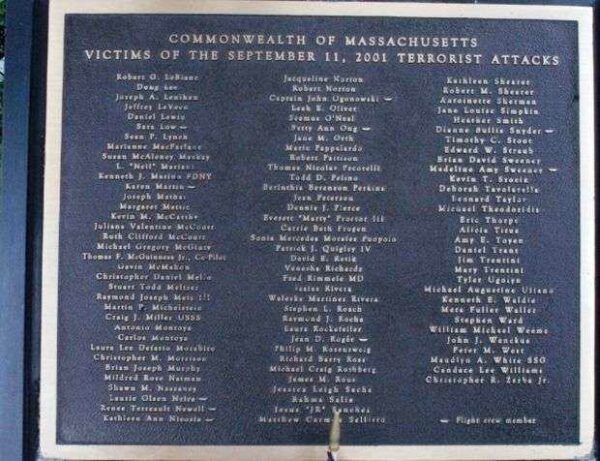 COMMONWEALTH OF MASSACHUSETTS
VICTIMS OF THE SEPTEMBER 11, 2001 TERRORIST ATTACKS
Robert G. LeBlanc
Doug Lee
Joseph A. Lenihan
Jeffrey LeVeen
Daniel Lewin
Sara Low –
Sean P. Lynch
Marianne MacFarlane
Susan McAleney Mackay
L. "Neil" Mariani
Kenneth J. Marino FDNY
Karen Martin –
Joseph Mathai
Margaret Mattic
Kevin M. McCarthy
Juliana Valentine McCourt
Ruth Clifford McCourt
Michael Gregory McGinty
Thomas F. McGuinness Jr., Co-Pilot
Gavin McMahon
Christopher Daniel Mello
Stuart Todd Meltzer
Raymond Joseph Metz III
Martin P. Michelstein
Craig J. Miller USSS
Antonio Montoya
Carlos Montoya
Laura Lee Defazio Morabito
Christopher M. Morrison
Brian Joseph Murphy
Mildred Rose Naiman
Shawn M. Nassaney
Laurie Olsen Neira –
Renee Terreault Newell –
Kathleen Ann Nicosia –
Jacqueline Norton
Robert Norton
Captain John Ogonowski –
Leah E. Oliver
Seamus O'Neal
Betty Ann Ong –
Jane M. Orth
Marie Pappalardo
Robert Pattison
Thomas Nicolas Pecorelli
Todd D. Pelino
Berinthia Berenson Perkins
Jean Peterson
Dennis J. Pierce
Everett "Marty" Proctor III
Carrie Beth Progen
Sonia Mercedes Morales Puopolo
Patrick J. Quigley IV
David E. Retik
Venesha Richards
Fred Rimmele MD
Isaias Rivera
Waleska Martinez Rivera
Stephen L. Roach
Raymond J. Rocha
Laura Rockefeller
Jean D. Rogér –
Philip M. Rosenzweig
Richard Barry Ross
Michael Craig Rothberg
James M. Roux
Jessica Leigh Sachs
Rahma Salie
Jesus "JR" Sanchez
Matthew Carmen Sellitto
Kathleen Shearer
Robert M. Shearer
Antoinette Sherman
Jane Louise Simpkin
Heather Smith
Dianne Bullis Snyder –
Timothy C. Stout
Edward W. Straub
Brian David Sweeney
Madeline Amy Sweeney –
Kevin T. Szocik
Deborah Tavolarella
Leonard Taylor
Michael Theodoridis
Eric Thorpe
Alicia Titus
Amy E. Toyen
Daniel Trant
Jim Trentini
Mary Trentini
Tyler Ugolyn
Michael Augustine Uliano
Kenneth E. Waldie
Meta Fuller Waller
Stephen Ward
William Michael Weems
John J. Wenckus
Peter M. West
Maudlyn A. White SSG
Candace Lee Williams
Christopher R. Zarba Jr.
– Flight crew member